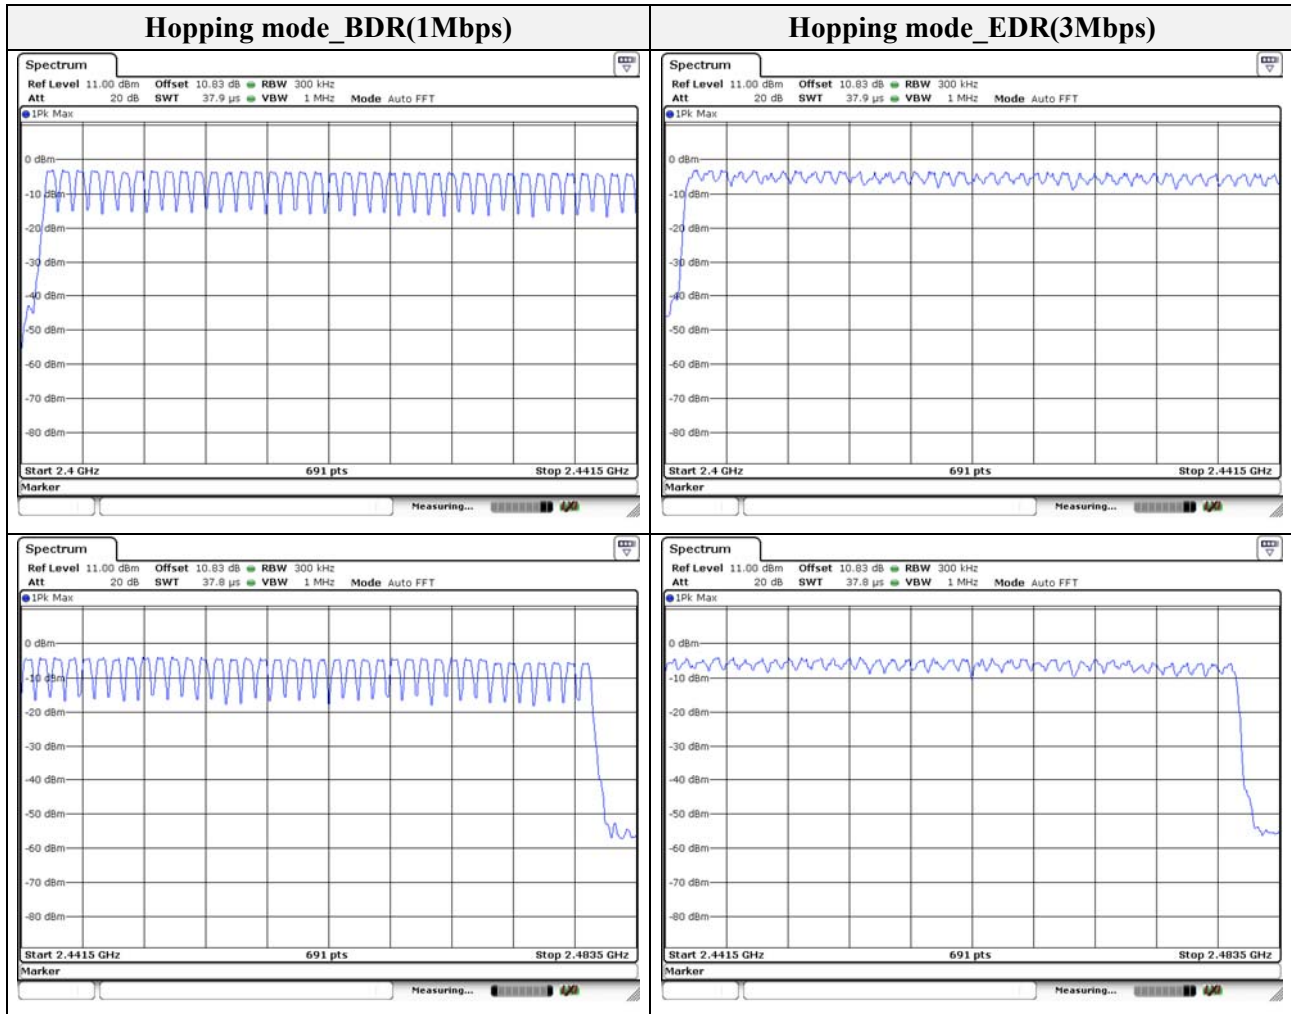 Hopping mode_BDR(1Mbps) Hopping mode_EDR(3Mbps)
Spectrum
Ref Level 11.00 dBm Offset 10.83 dB RBW 300 kHz
Att 20 dB SWT 37.9 µs VBW 1 MHz Mode Auto FFT
1Pk Max
0 dBm
-10 dBm
-20 dBm
-30 dBm
-40 dBm
-50 dBm
-60 dBm
-70 dBm
-80 dBm
Start 2.4 GHz 691 pts Stop 2.4415 GHz
Marker
Measuring...
Spectrum
Ref Level 11.00 dBm Offset 10.83 dB RBW 300 kHz
Att 20 dB SWT 37.9 µs VBW 1 MHz Mode Auto FFT
1Pk Max
0 dBm
-10 dBm
-20 dBm
-30 dBm
-40 dBm
-50 dBm
-60 dBm
-70 dBm
-80 dBm
Start 2.4 GHz 691 pts Stop 2.4415 GHz
Marker
Measuring...
Spectrum
Ref Level 11.00 dBm Offset 10.83 dB RBW 300 kHz
Att 20 dB SWT 37.8 µs VBW 1 MHz Mode Auto FFT
1Pk Max
0 dBm
-10 dBm
-20 dBm
-30 dBm
-40 dBm
-50 dBm
-60 dBm
-70 dBm
-80 dBm
Start 2.4415 GHz 691 pts Stop 2.4835 GHz
Marker
Measuring...
Spectrum
Ref Level 11.00 dBm Offset 10.83 dB RBW 300 kHz
Att 20 dB SWT 37.8 µs VBW 1 MHz Mode Auto FFT
1Pk Max
0 dBm
-10 dBm
-20 dBm
-30 dBm
-40 dBm
-50 dBm
-60 dBm
-70 dBm
-80 dBm
Start 2.4415 GHz 691 pts Stop 2.4835 GHz
Marker
Measuring...